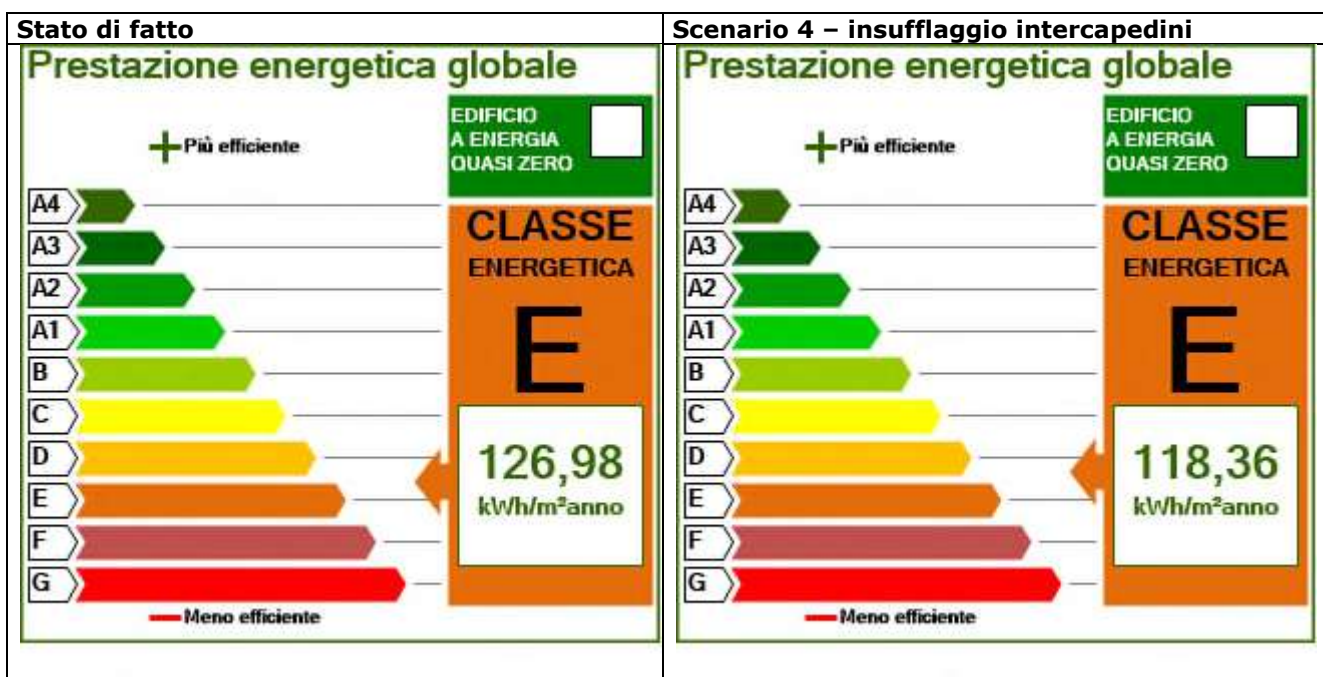 Stato di fatto
Prestazione energetica globale
EDIFICIO
A ENERGIA
QUASI ZERO
Più efficiente
A4
A3
A2
A1
B
C
D
E
F
G
CLASSE
ENERGETICA
E
126,98
kWh/m²anno
Meno efficiente
Scenario 4 – insufflaggio intercapedini
Prestazione energetica globale
EDIFICIO
A ENERGIA
QUASI ZERO
Più efficiente
A4
A3
A2
A1
B
C
D
E
F
G
CLASSE
ENERGETICA
E
118,36
kWh/m²anno
Meno efficiente